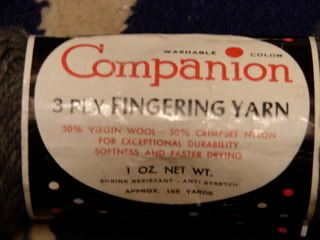 WASHABLE COLOR
Companion
3 PLY FINGERING YARN
50% VIRGIN WOOL - 50% CRIMPSET NYLON
FOR EXCEPTIONAL DURABILITY
SOFTNESS AND FASTER DRYING
1 OZ. NET WT.
SHRINK RESISTANT - ANTI STRETCH
APPROX. YARDS